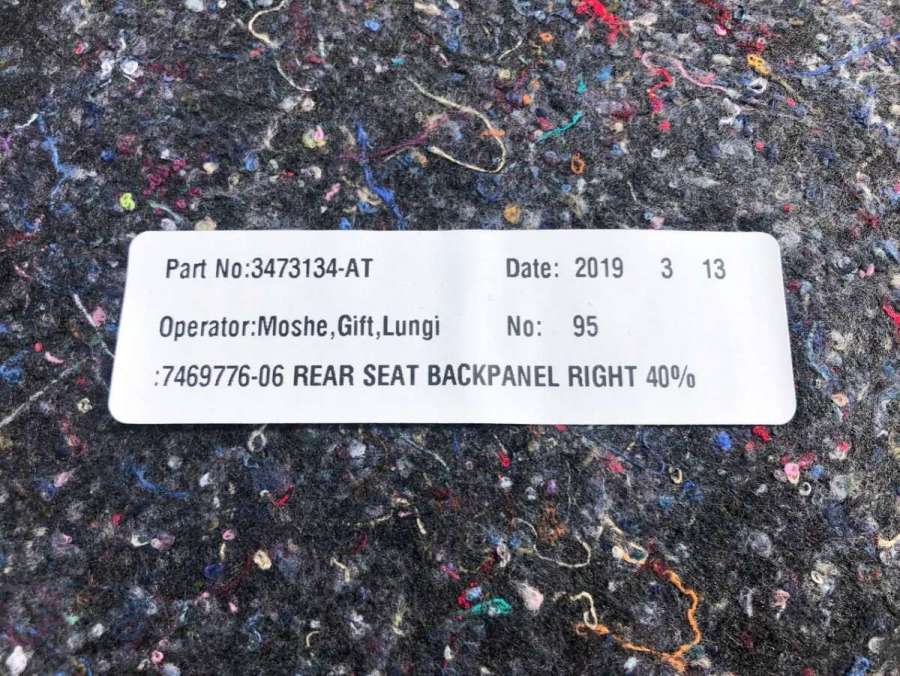 Part No:3473134-AT Date: 2019 3 13
Operator:Moshe,Gift,Lungi No: 95
:7469776-06 REAR SEAT BACKPANEL RIGHT 40%